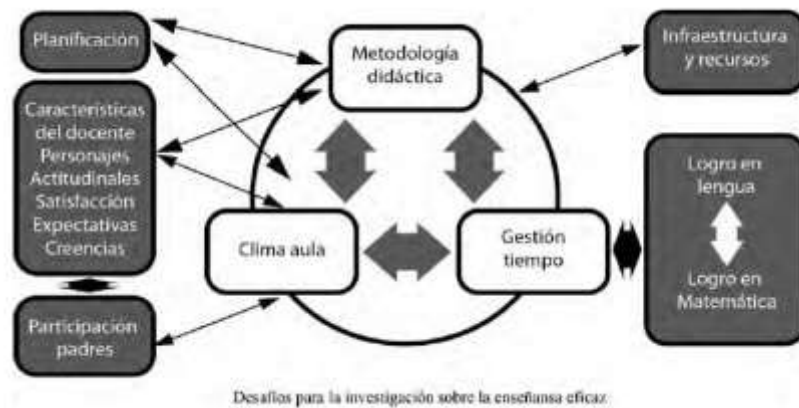 Planificación
Metodología
didáctica
Infraestructura
y recursos
Características
del docente
Personajes
Actitudinales
Satisfacción
Expectativas
Creencias
Clima aula
Gestión
tiempo
Logro en
lengua
Logro en
Matemática
Participación
padres
Desafíos para la investigación sobre la enseñansa eficaz